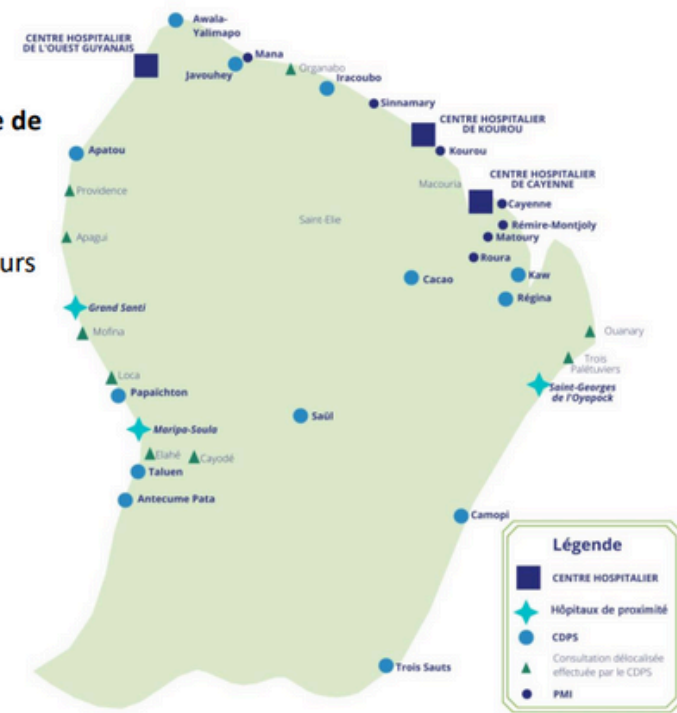 Awala-
Yalimapo
CENTRE HOSPITALIER
DE L'OUEST GUYANAIS
Mana
Javouhey
Organabo
Iracoubo
Sinnamary
e de
CENTRE HOSPITALIER
DE KOUROU
Apatou
Kourou
CENTRE HOSPITALIER
DE CAYENNE
Macouria
Providence
Cayenne
Saint-Elie
Rémire-Montjoly
Apagui
Matoury
urs
Roura
Kaw
Cacao
Régina
Grand Santi
Mofina
Ouanary
Trois
Palétuviers
Loca
Saint-Georges
de l'Oyapock
Papaïchton
Saül
Maripa-Soula
Elahé
Cayodé
Taluen
Antecume Pata
Camopi
Trois Sauts
Légende
CENTRE HOSPITALIER
Hôpitaux de proximité
CDPS
Consultation délocalisée
effectuée par le CDPS
PMI